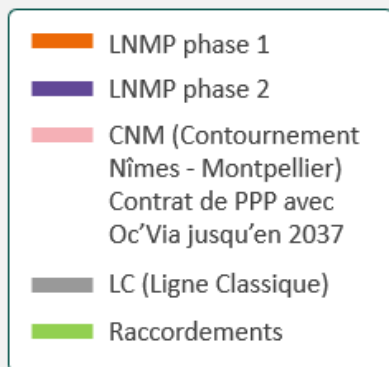 LNMP phase 1
LNMP phase 2
CNM (Contournement
Nîmes - Montpellier)
Contrat de PPP avec
Oc’Via jusqu’en 2037
LC (Ligne Classique)
Raccordements